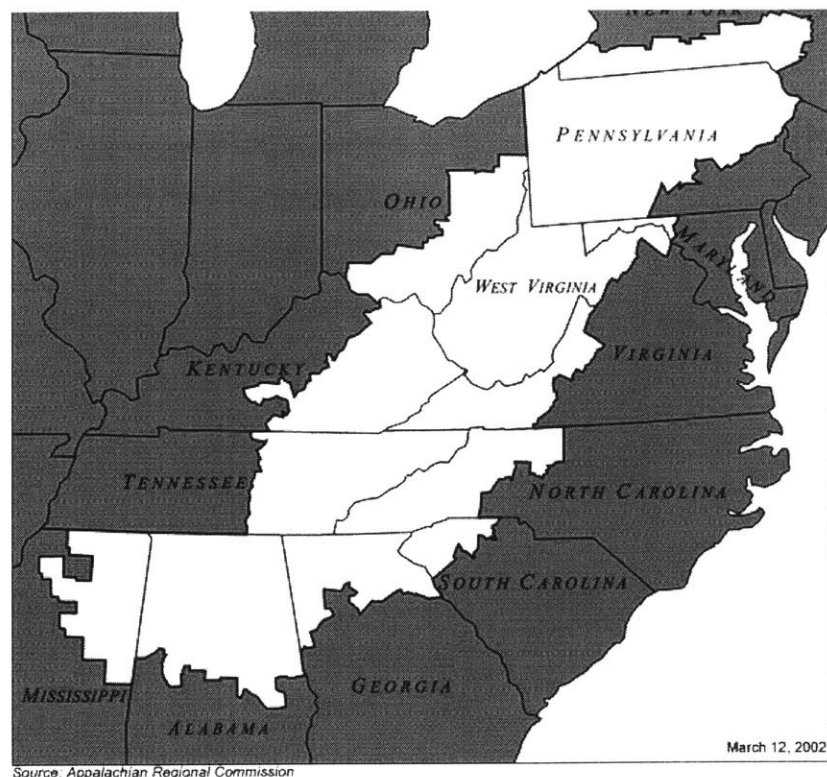 NEW YORK
PENNSYLVANIA
OHIO
MARYLAND
WEST VIRGINIA
VIRGINIA
KENTUCKY
TENNESSEE
NORTH CAROLINA
SOUTH CAROLINA
MISSISSIPPI
GEORGIA
ALABAMA
March 12, 2002
Source: Appalachian Regional Commission